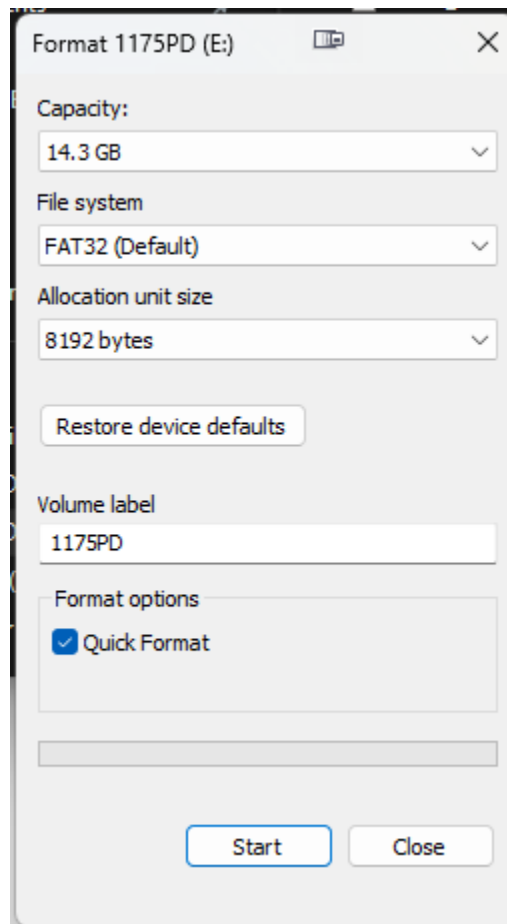 Format 1175PD (E:)
Capacity:
14.3 GB
File system
FAT32 (Default)
Allocation unit size
8192 bytes
Restore device defaults
Volume label
1175PD
Format options
Quick Format
Start
Close